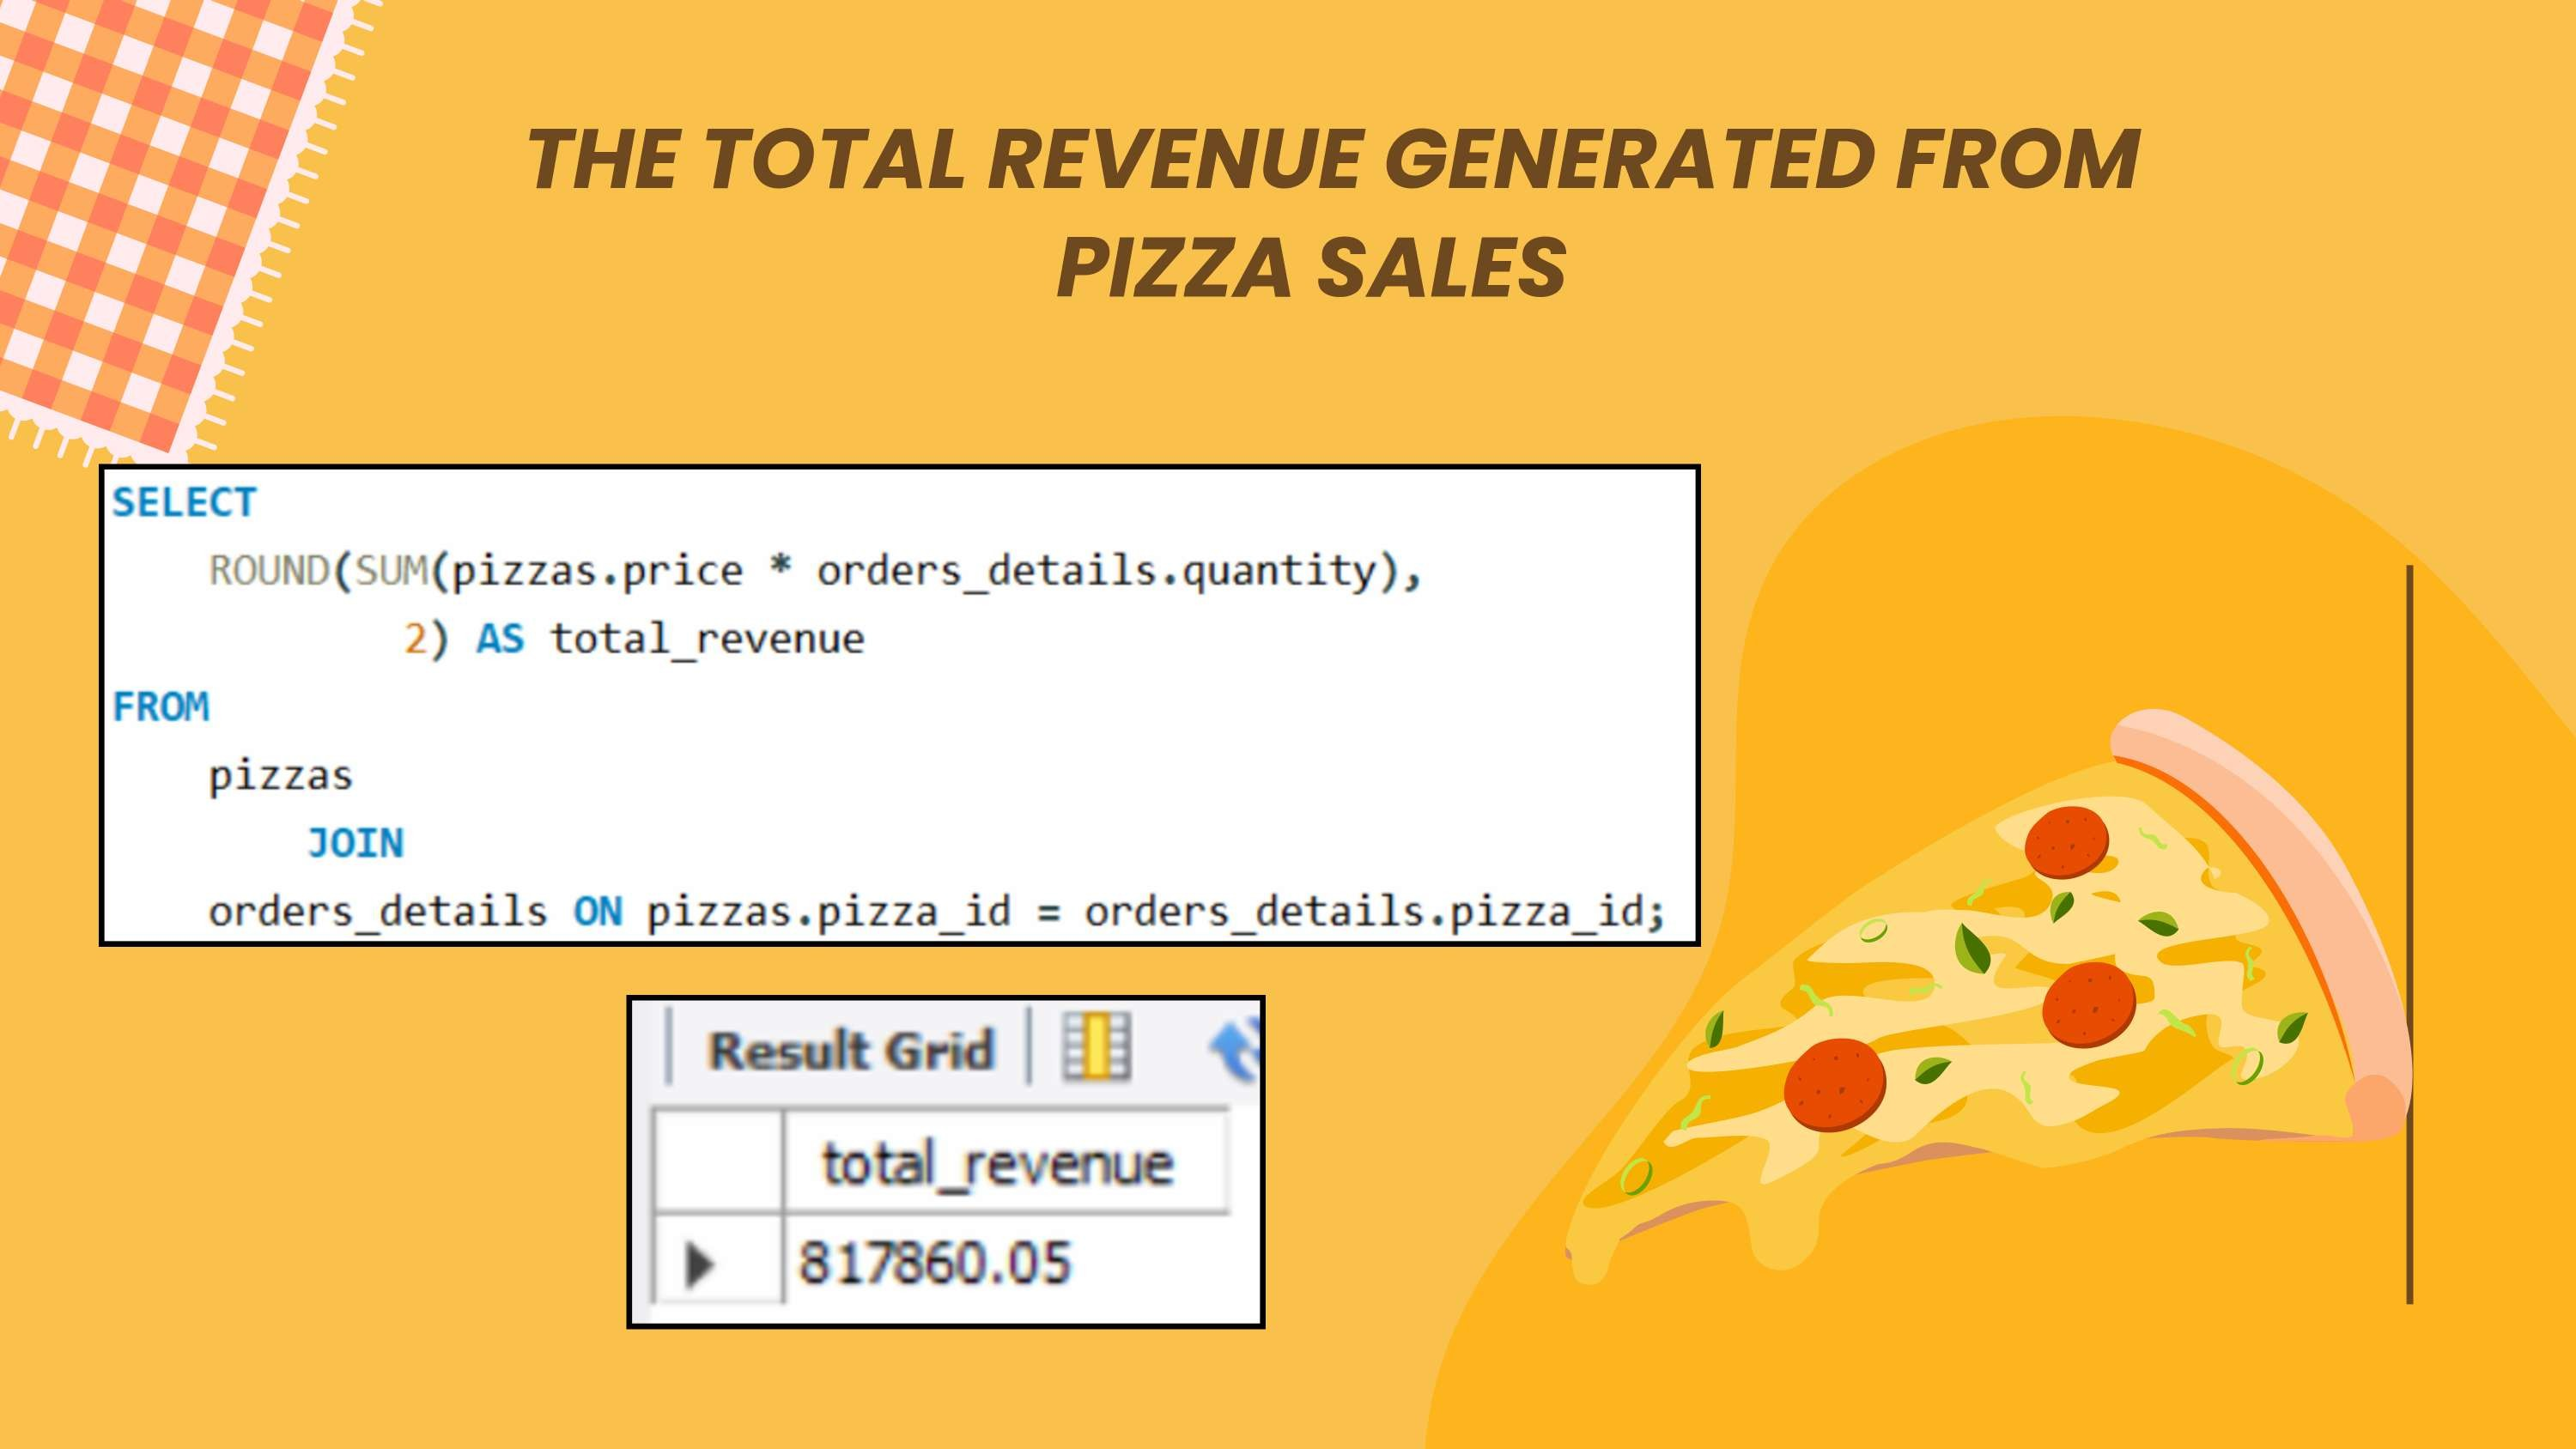 THE TOTAL REVENUE GENERATED FROM
PIZZA SALES
SELECT
ROUND(SUM(pizzas.price * orders_details.quantity),
2) AS total_revenue
FROM
pizzas
JOIN
orders_details ON pizzas.pizza_id = orders_details.pizza_id;
Result Grid
total_revenue
817860.05